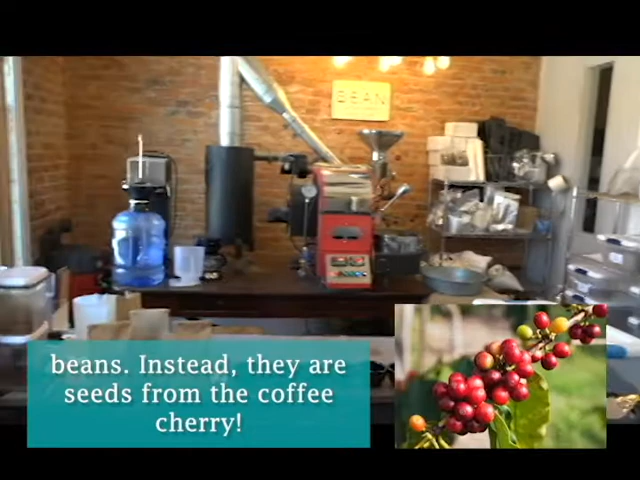 BEAN
beans. Instead, they are
seeds from the coffee
cherry!